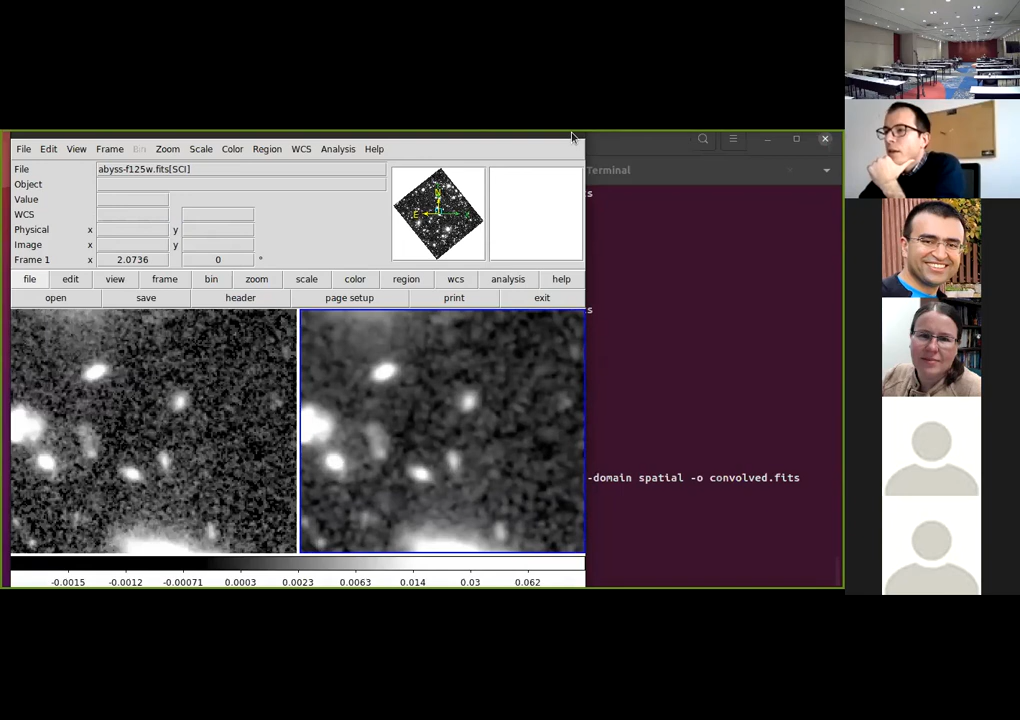 File Edit View Frame Bin Zoom Scale Color Region WCS Analysis Help
Terminal
File abyss-f125w.fits[SCI]
Object
Value
WCS
Physical x y
Image x y
Frame 1 x 2.0736 0 °
N
E
file edit view frame bin zoom scale color region wcs analysis help
open save header page setup print exit
s
s
-domain spatial -o convolved.fits
-0.0015 -0.0012 -0.00071 0.0003 0.0023 0.0063 0.014 0.03 0.062